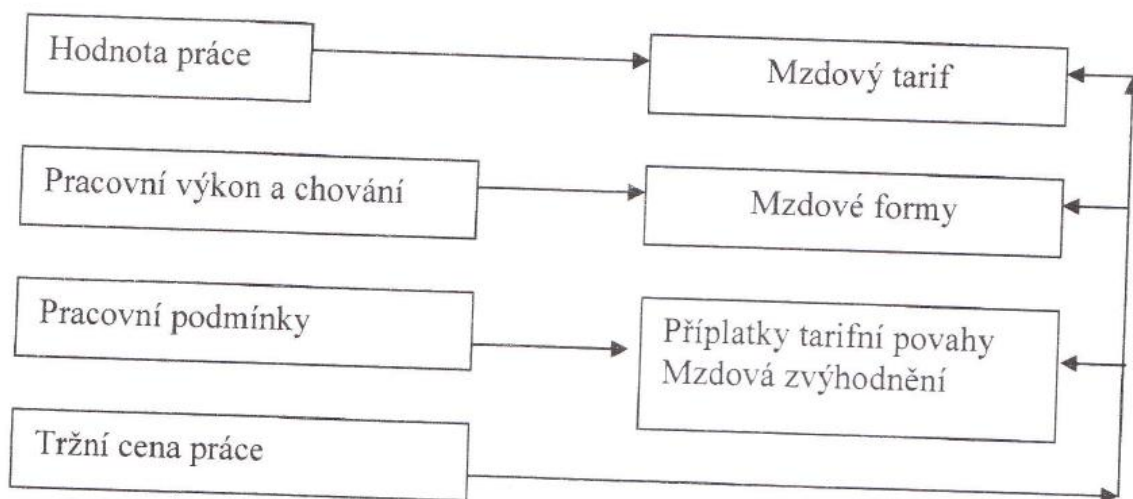 Hodnota práce
Mzdový tarif
Pracovní výkon a chování
Mzdové formy
Pracovní podmínky
Příplatky tarifní povahy
Mzdová zvýhodnění
Tržní cena práce